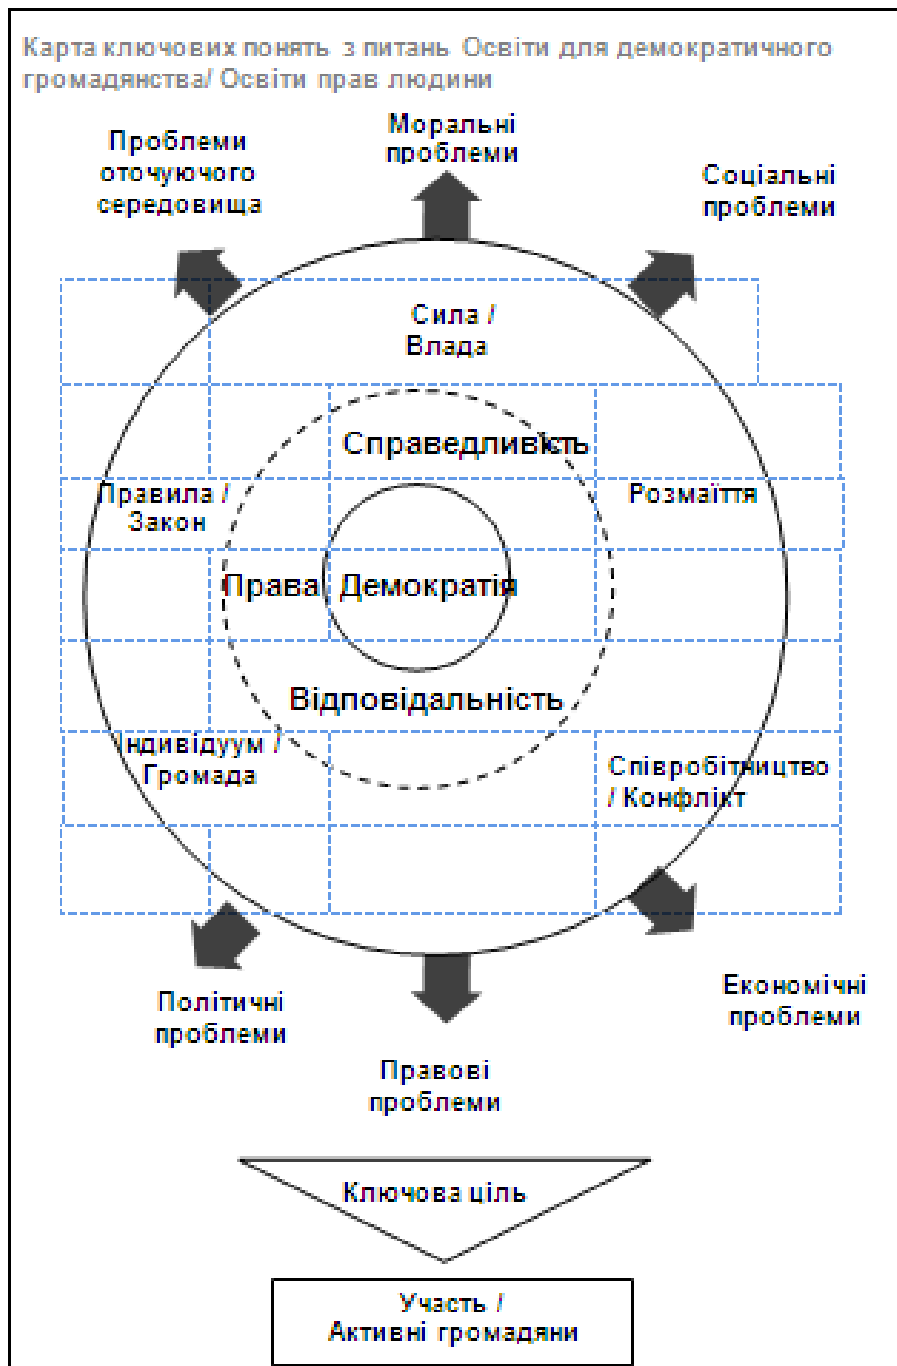 Карта ключових понять з питань Освіти для демократичного
громадянства/ Освіти прав людини
Моральні
проблеми
Проблеми
оточуючого
середовища
Соціальні
проблеми
Сила /
Влада
Справедливість
Правила /
Закон
Розмаїття
Права
Демократія
Відповідальність
Індивідуум /
Громада
Співробітництво
/ Конфлікт
Політичні
проблеми
Економічні
проблеми
Правові
проблеми
Ключова ціль
Участь /
Активні громадяни